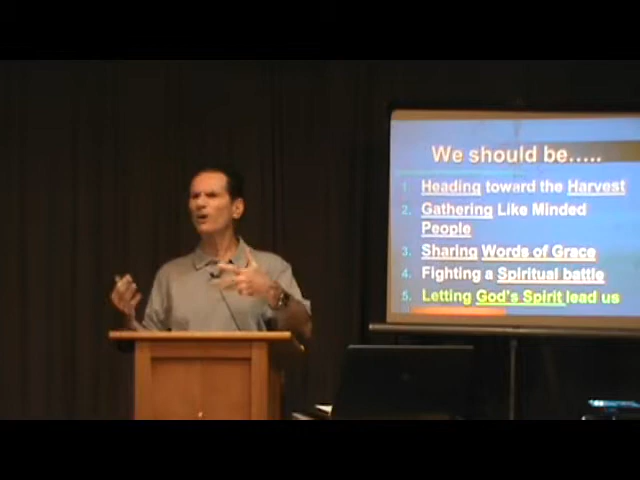 We should be…..
1. Heading toward the Harvest
2. Gathering Like Minded
People
3. Sharing Words of Grace
4. Fighting a Spiritual battle
5. Letting God's Spirit lead us